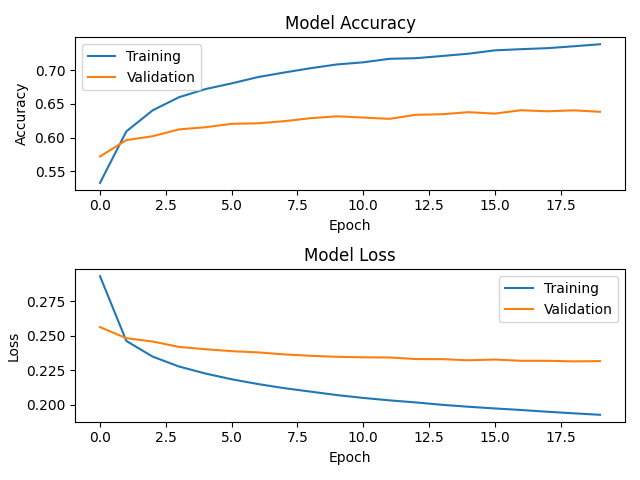 Model Accuracy
Training
Validation
0.70
0.65
0.60
0.55
Accuracy
0.0 2.5 5.0 7.5 10.0 12.5 15.0 17.5
Epoch
Model Loss
Training
Validation
0.275
0.250
0.225
0.200
Loss
0.0 2.5 5.0 7.5 10.0 12.5 15.0 17.5
Epoch